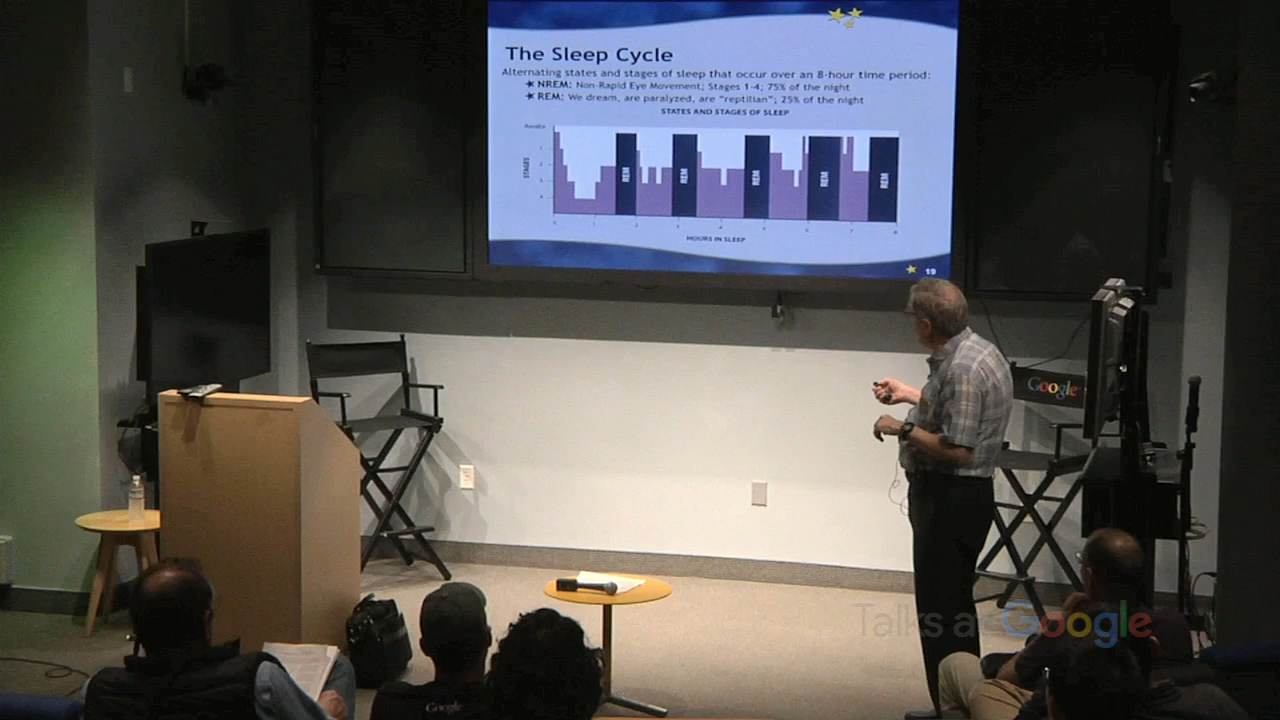 The Sleep Cycle
Alternating states and stages of sleep that occur over an 8-hour time period:
NREM: Non-Rapid Eye Movement; Stages 1-4; 75% of the night
REM: We dream, are paralyzed, are "reptilian"; 25% of the night
STATES AND STAGES OF SLEEP
Awake
STAGES
REM
REM
REM
REM
REM
HOURS IN SLEEP
19
Google
Talks at Google
Google